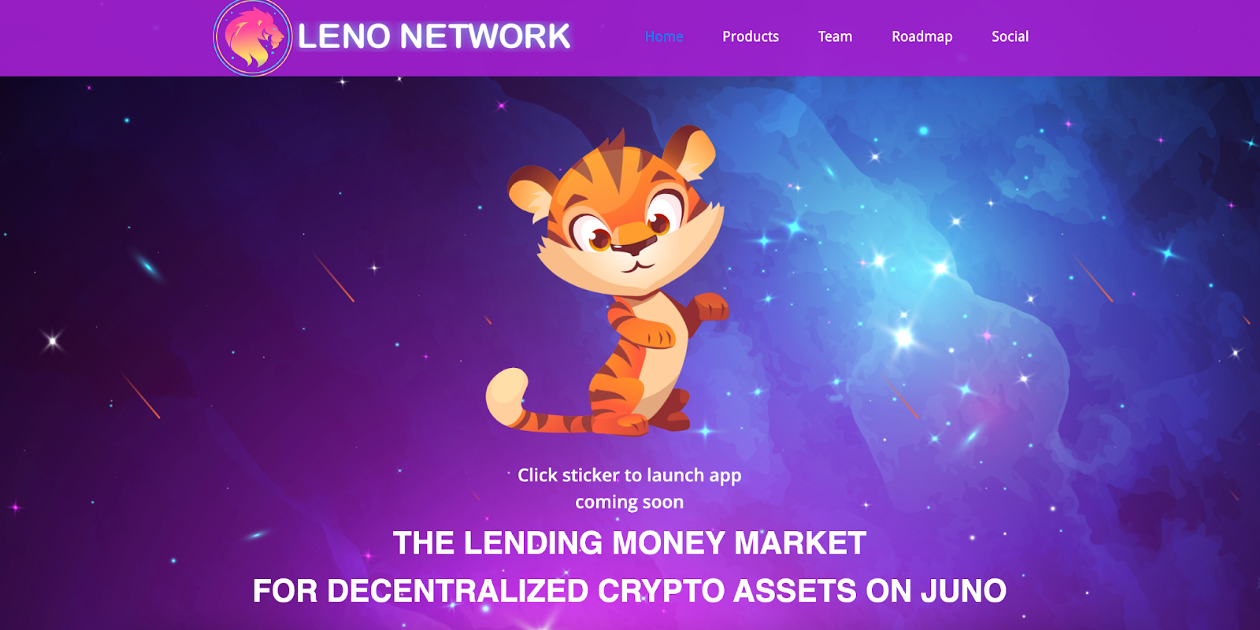 LENO NETWORK
Home Products Team Roadmap Social
Click sticker to launch app
coming soon
THE LENDING MONEY MARKET
FOR DECENTRALIZED CRYPTO ASSETS ON JUNO